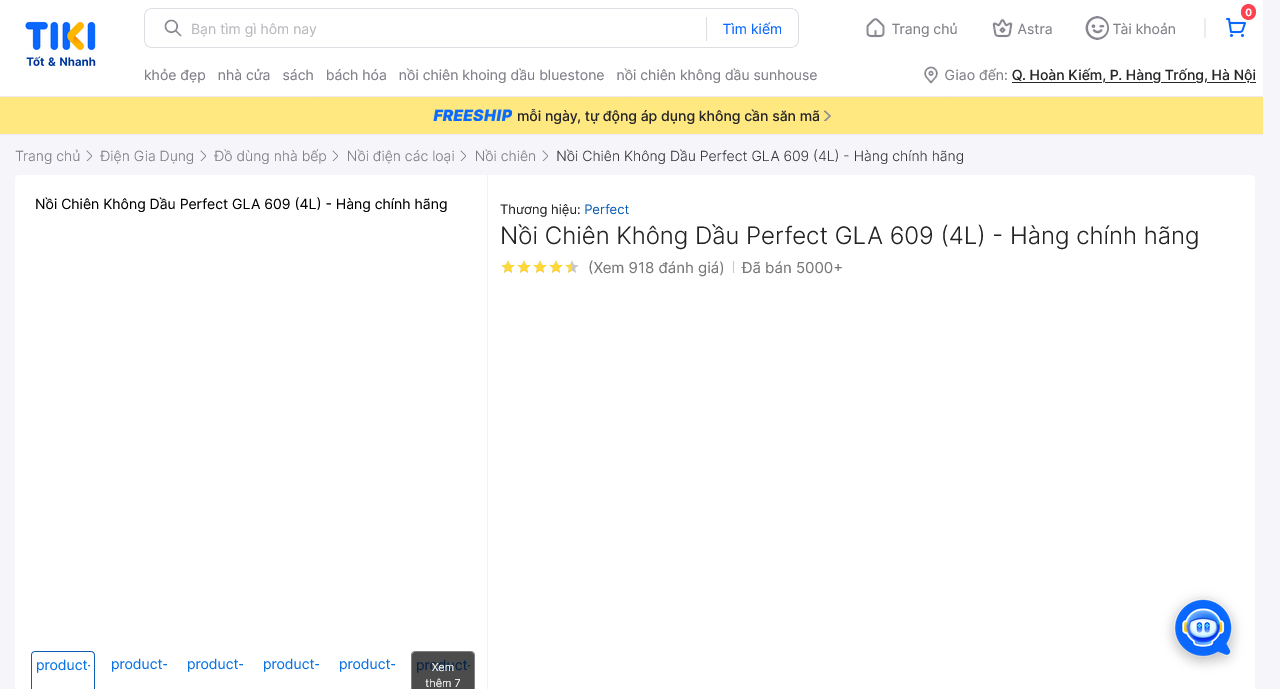 TIKI
Tốt & Nhanh
Bạn tìm gì hôm nay
Tìm kiếm
Trang chủ
Astra
Tài khoản
0
khỏe đẹp nhà cửa sách bách hóa nồi chiên khoing dầu bluestone nồi chiên không dầu sunhouse
Giao đến: Q. Hoàn Kiếm, P. Hàng Trống, Hà Nội
FREESHIP mỗi ngày, tự động áp dụng không cần săn mã
Trang chủ Điện Gia Dụng Đồ dùng nhà bếp Nồi điện các loại Nồi chiên Nồi Chiên Không Dầu Perfect GLA 609 (4L) - Hàng chính hãng
Nồi Chiên Không Dầu Perfect GLA 609 (4L) - Hàng chính hãng
Thương hiệu: Perfect
Nồi Chiên Không Dầu Perfect GLA 609 (4L) - Hàng chính hãng
(Xem 918 đánh giá) Đã bán 5000+
product- product- product- product- product- product-
Xem
thêm 7